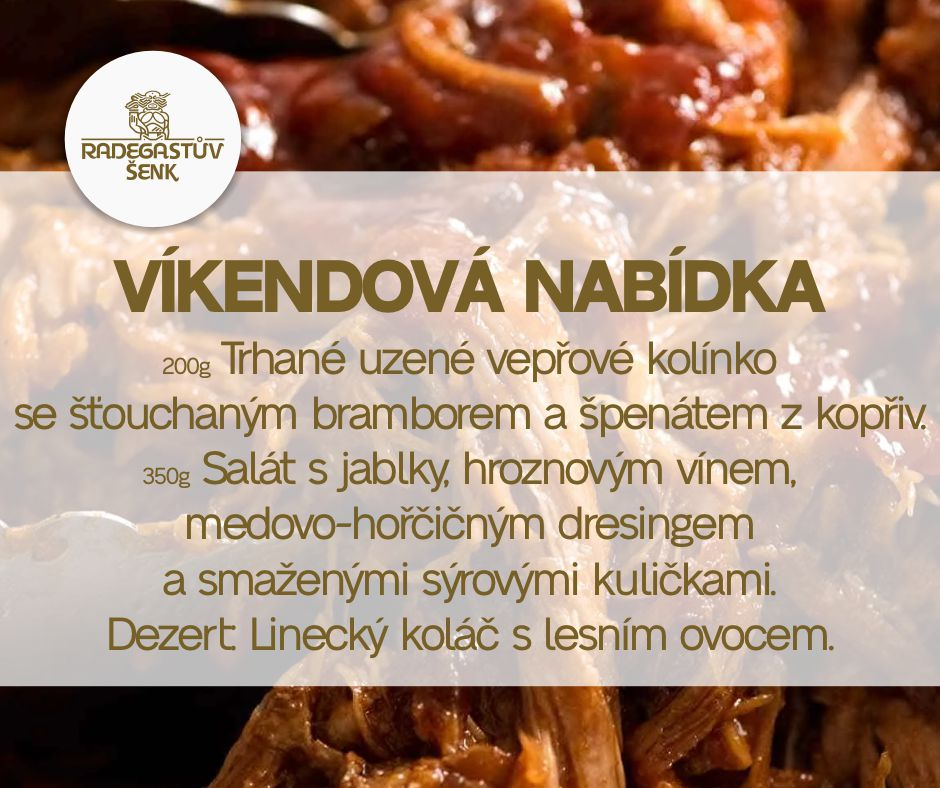 RADEGASTŮV
ŠENK
VÍKENDOVÁ NABÍDKA
200g Trhané uzené vepřové kolínko
se šťouchaným bramborem a špenátem z kopřiv.
350g Salát s jablky, hroznovým vínem,
medovo-hořčičným dresingem
a smaženými sýrovými kuličkami.
Dezert: Linecký koláč s lesním ovocem.